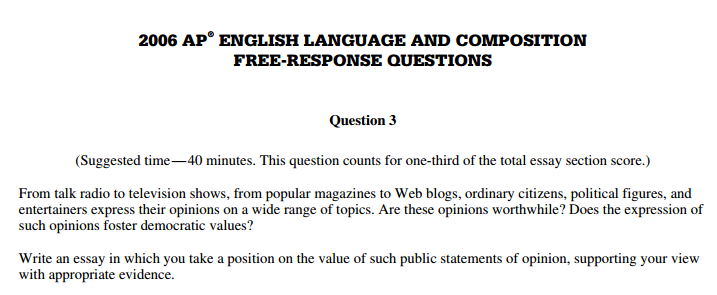 2006 AP® ENGLISH LANGUAGE AND COMPOSITION
FREE-RESPONSE QUESTIONS
Question 3
(Suggested time—40 minutes. This question counts for one-third of the total essay section score.)
From talk radio to television shows, from popular magazines to Web blogs, ordinary citizens, political figures, and
entertainers express their opinions on a wide range of topics. Are these opinions worthwhile? Does the expression of
such opinions foster democratic values?
Write an essay in which you take a position on the value of such public statements of opinion, supporting your view
with appropriate evidence.